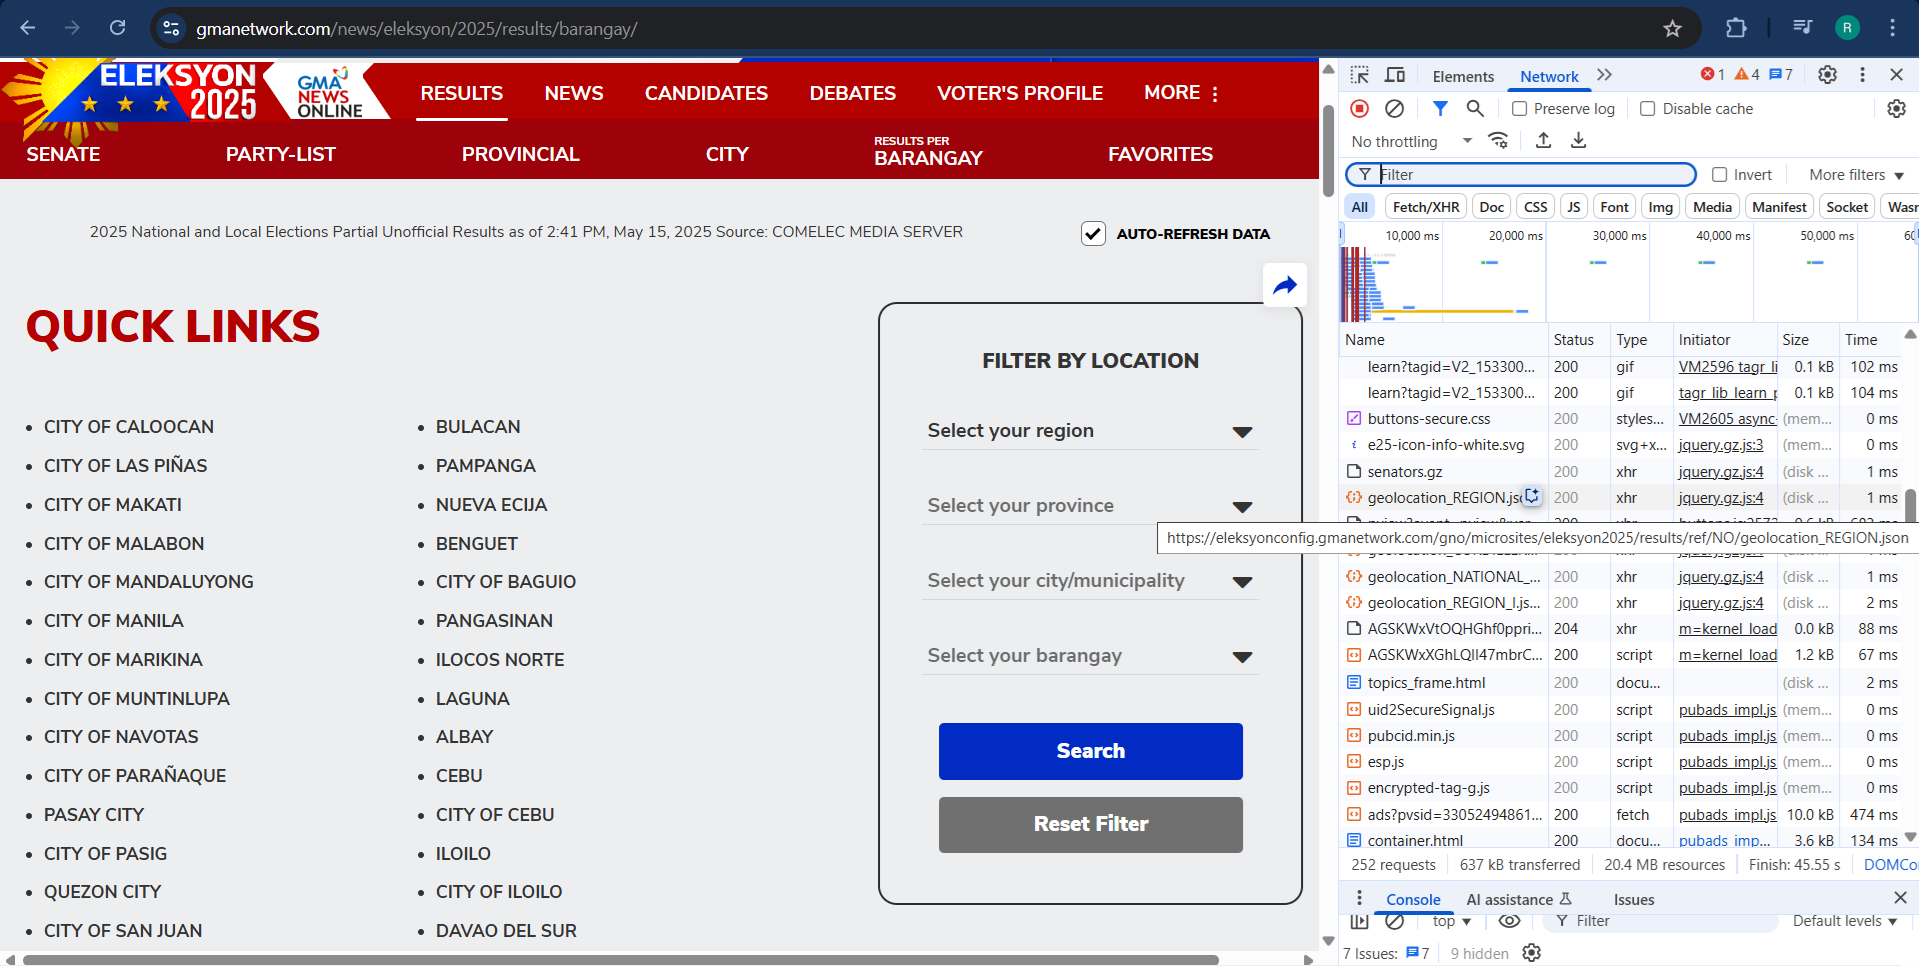 gmanetwork.com/news/eleksyon/2025/results/barangay/
R
ELEKSYON
2025
GMA
NEWS
ONLINE
RESULTS
NEWS
CANDIDATES
DEBATES
VOTER'S PROFILE
MORE
SENATE
PARTY-LIST
PROVINCIAL
CITY
RESULTS PER
BARANGAY
FAVORITES
2025 National and Local Elections Partial Unofficial Results as of 2:41 PM, May 15, 2025 Source: COMELEC MEDIA SERVER
AUTO-REFRESH DATA
QUICK LINKS
CITY OF CALOOCAN
CITY OF LAS PIÑAS
CITY OF MAKATI
CITY OF MALABON
CITY OF MANDALUYONG
CITY OF MANILA
CITY OF MARIKINA
CITY OF MUNTINLUPA
CITY OF NAVOTAS
CITY OF PARAÑAQUE
PASAY CITY
CITY OF PASIG
QUEZON CITY
CITY OF SAN JUAN
BULACAN
PAMPANGA
NUEVA ECIJA
BENGUET
CITY OF BAGUIO
PANGASINAN
ILOCOS NORTE
LAGUNA
ALBAY
CEBU
CITY OF CEBU
ILOILO
CITY OF ILOILO
DAVAO DEL SUR
FILTER BY LOCATION
Select your region
Select your province
Select your city/municipality
Select your barangay
Search
Reset Filter
Elements
Network
1
4
7
Preserve log
Disable cache
No throttling
Filter
Invert
More filters
All
Fetch/XHR
Doc
CSS
JS
Font
Img
Media
Manifest
Socket
Wasm
10,000 ms
20,000 ms
30,000 ms
40,000 ms
50,000 ms
Name Status Type Initiator Size Time
learn?tagid=V2_153300... 200 gif VM2596 tagr_li 0.1 kB 102 ms
learn?tagid=V2_153300... 200 gif tagr_lib_learn_p 0.1 kB 104 ms
buttons-secure.css 200 styles... VM2605 async- (mem... 0 ms
e25-icon-info-white.svg 200 svg+x... jquery.gz.js:3 (mem... 0 ms
senators.gz 200 xhr jquery.gz.js:4 (disk ... 1 ms
geolocation_REGION.jso 200 xhr jquery.gz.js:4 (disk ... 1 ms
https://eleksyonconfig.gmanetwork.com/gno/microsites/eleksyon2025/results/ref/NO/geolocation_REGION.json
geolocation_NATIONAL_... 200 xhr jquery.gz.js:4 (disk ... 1 ms
geolocation_REGION_I.js... 200 xhr jquery.gz.js:4 (disk ... 2 ms
AGSKWxVtOQHGhf0ppri... 204 xhr m=kernel_load 0.0 kB 88 ms
AGSKWxXGhLQII47mbrC... 200 script m=kernel_load 1.2 kB 67 ms
topics_frame.html 200 docu... (disk ... 2 ms
uid2SecureSignal.js 200 script pubads_impl.js (mem... 0 ms
pubcid.min.js 200 script pubads_impl.js (mem... 0 ms
esp.js 200 script pubads_impl.js (mem... 0 ms
encrypted-tag-g.js 200 script pubads_impl.js (mem... 0 ms
ads?pvsid=33052494861... 200 fetch pubads_impl.js 10.0 kB 474 ms
container.html 200 docu... pubads_imp... 3.6 kB 134 ms
252 requests
637 kB transferred
20.4 MB resources
Finish: 45.55 s
DOMCo
Console
AI assistance
Issues
top
Filter
Default levels
7 Issues:
7
9 hidden